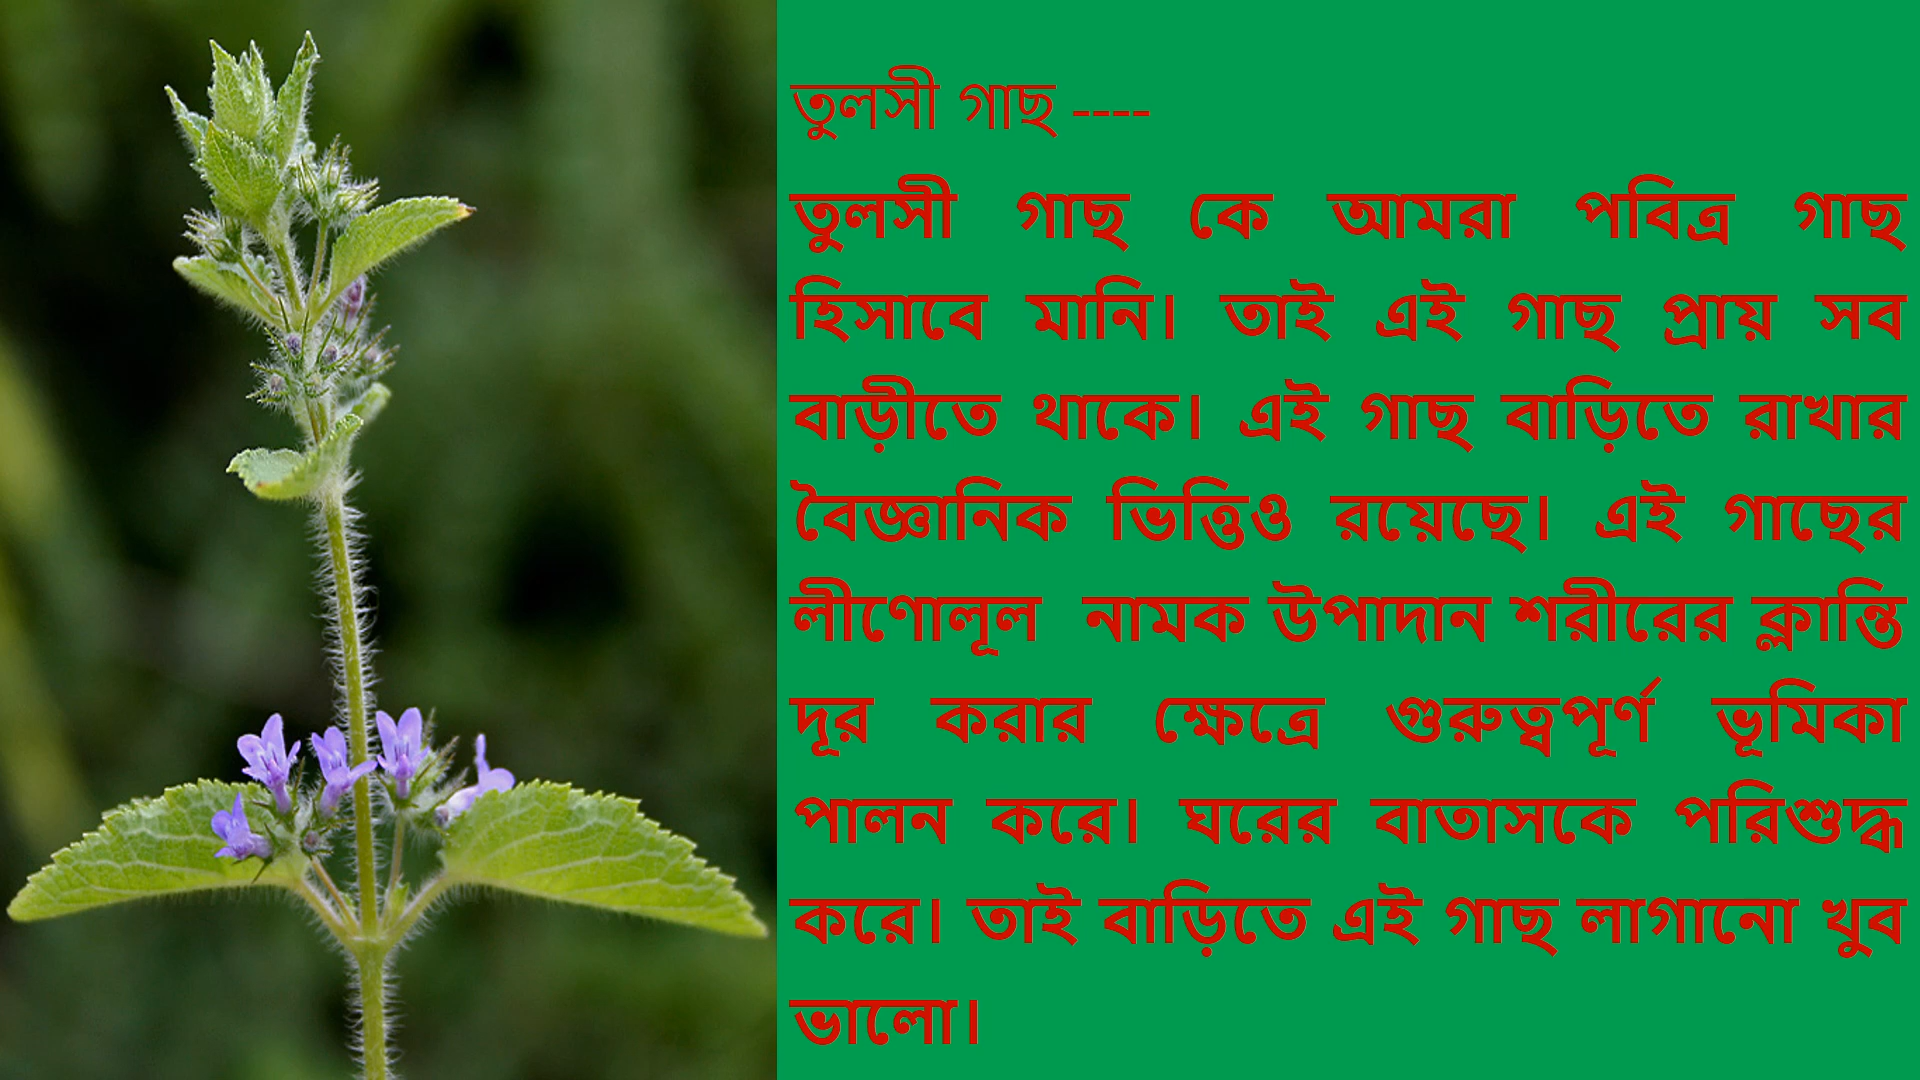 তুলসী গাছ ----
তুলসী গাছ কে আমরা পবিত্র গাছ
হিসাবে মানি। তাই এই গাছ প্রায় সব
বাড়ীতে থাকে। এই গাছ বাড়িতে রাখার
বৈজ্ঞানিক ভিত্তিও রয়েছে। এই গাছের
লীণোলূল নামক উপাদান শরীরের ক্লান্তি
দূর করার ক্ষেত্রে গুরুত্বপূর্ণ ভূমিকা
পালন করে। ঘরের বাতাসকে পরিশুদ্ধ
করে। তাই বাড়িতে এই গাছ লাগানো খুব
ভালো।